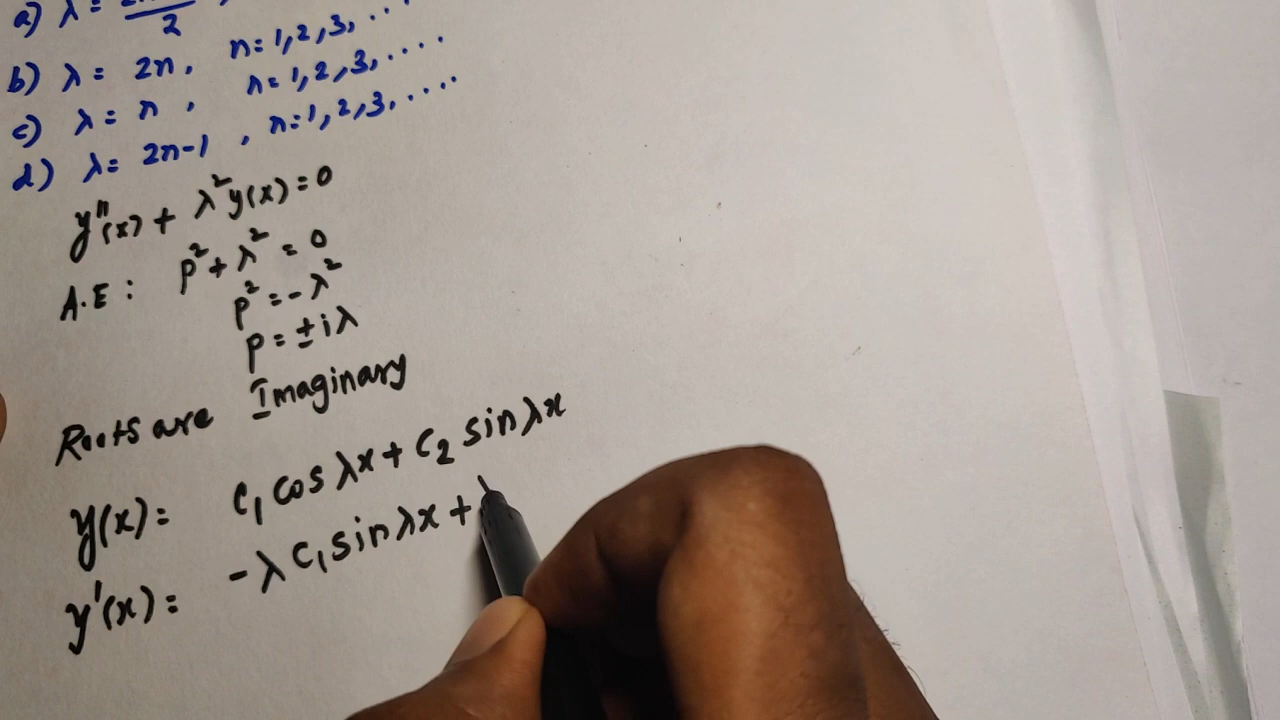 a) λ = 2
b) λ = 2n, n=1,2,3,...
c) λ = n, n=1,2,3,....
d) λ= 2n-1, n=1,2,3,....
y''(x) + λ²y(x)=0
A.E: p²+λ² = 0
p² = -λ²
p = ±iλ
Roots are Imaginary
y(x)= c₁ cos λx + c₂ sin λx
y'(x)= -λ c₁ sin λx +